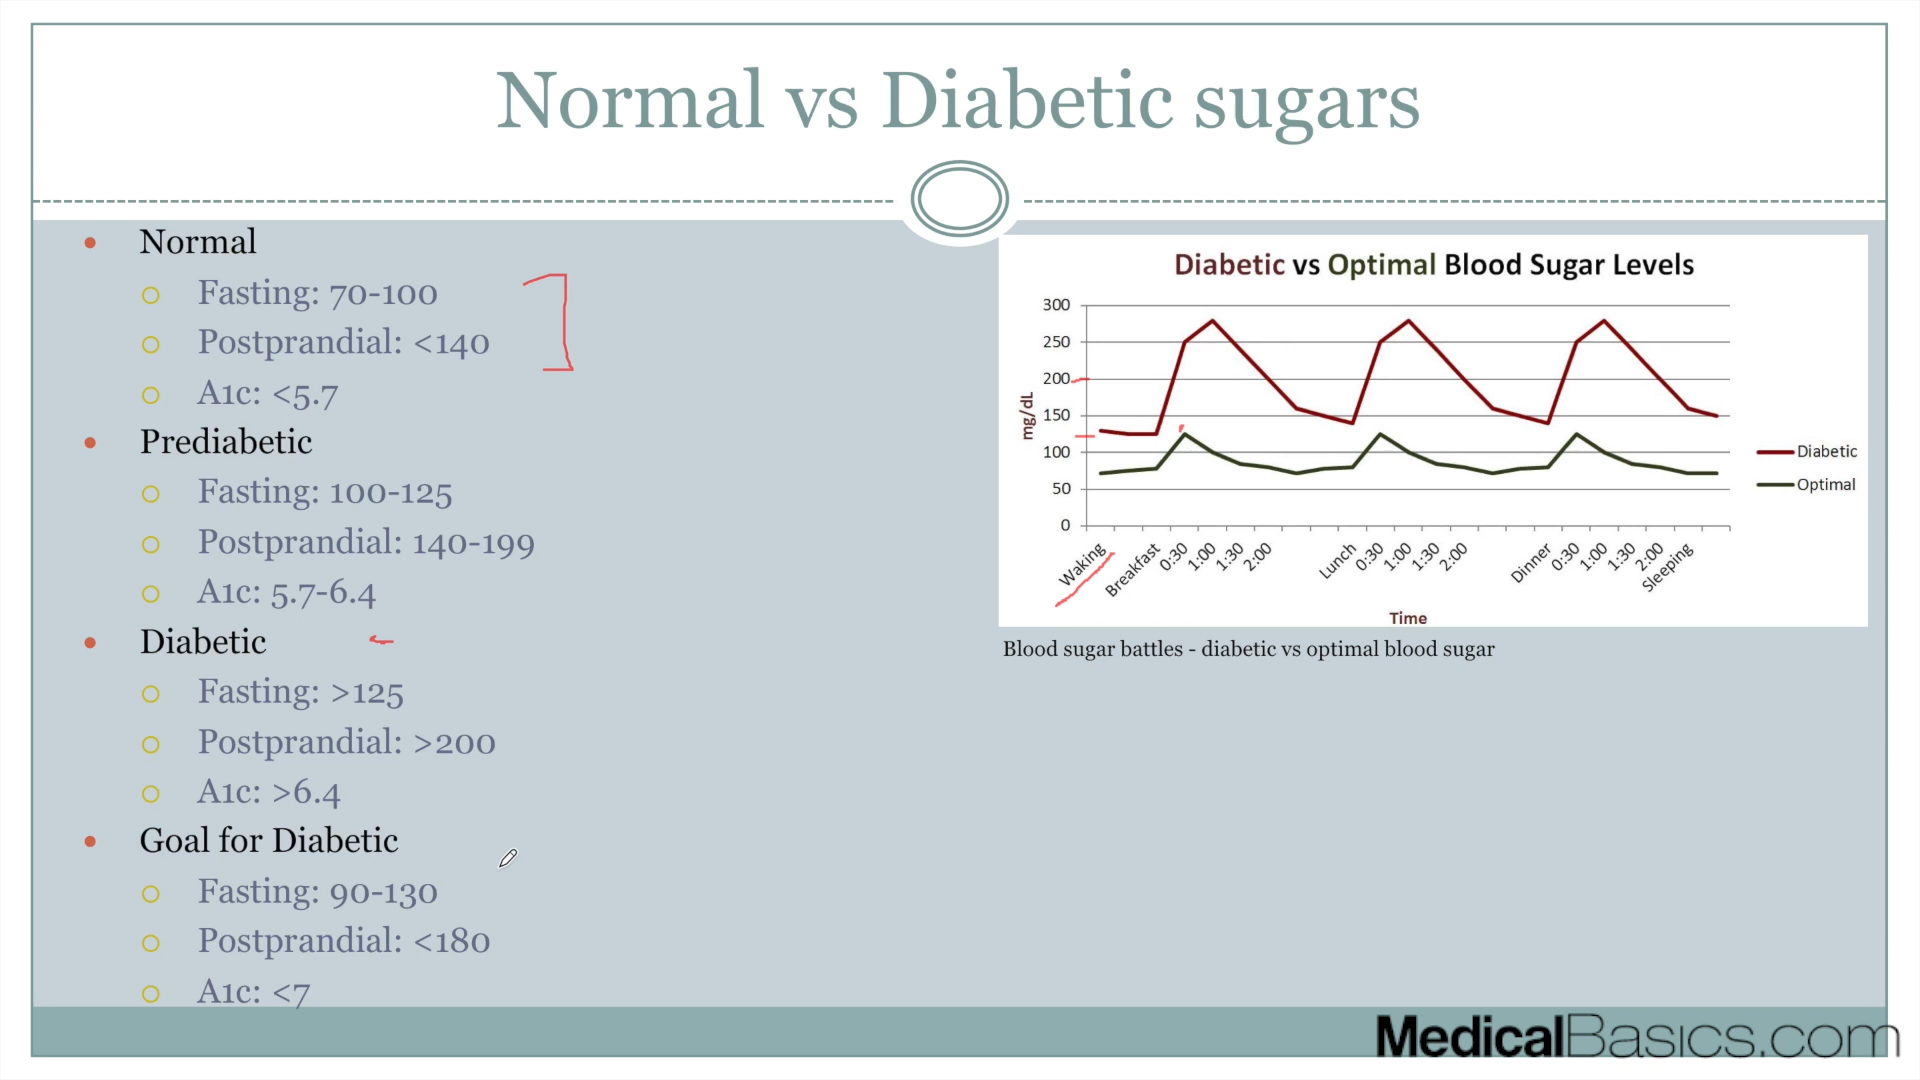 Normal vs Diabetic sugars
Normal
Fasting: 70-100
Postprandial: <140
A1c: <5.7
Prediabetic
Fasting: 100-125
Postprandial: 140-199
A1c: 5.7-6.4
Diabetic
Fasting: >125
Postprandial: >200
A1c: >6.4
Goal for Diabetic
Fasting: 90-130
Postprandial: <180
A1c: <7
Diabetic vs Optimal Blood Sugar Levels
300
250
200
150
100
50
0
mg/dL
Waking
Breakfast
0:30
1:00
1:30
2:00
Lunch
0:30
1:00
1:30
2:00
Dinner
0:30
1:00
1:30
2:00
Sleeping
Time
Diabetic
Optimal
Blood sugar battles - diabetic vs optimal blood sugar
MedicalBasics.com